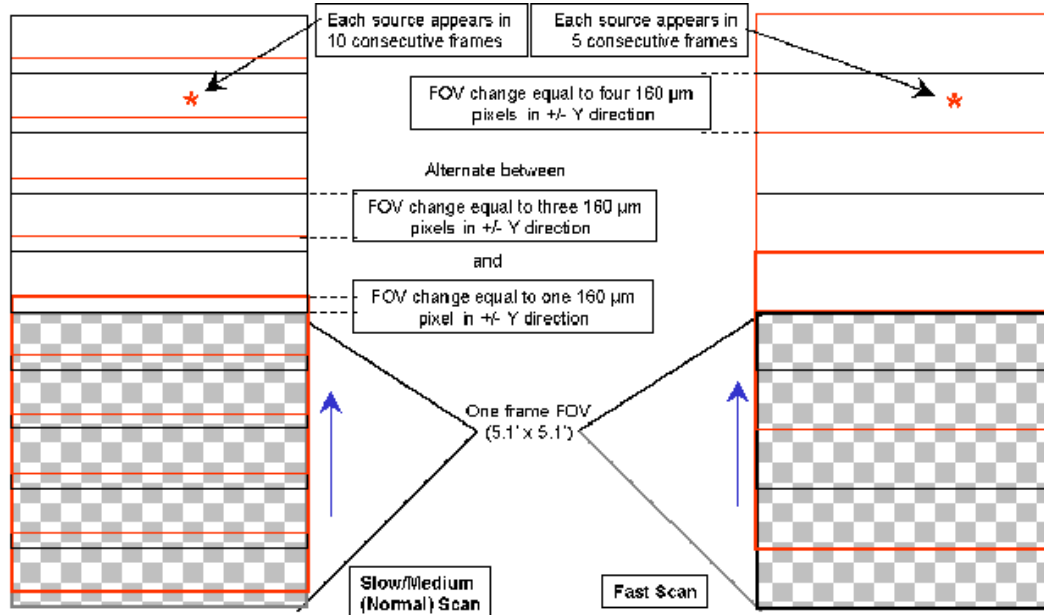 Each source appears in
10 consecutive frames
Each source appears in
5 consecutive frames
FOV change equal to four 160 µm
pixels in +/- Y direction
Alternate between
FOV change equal to three 160 µm
pixels in +/- Y direction
and
FOV change equal to one 160 µm
pixel in +/- Y direction
One frame FOV
(5.1' x 5.1')
Slow/Medium
(Normal) Scan
Fast Scan